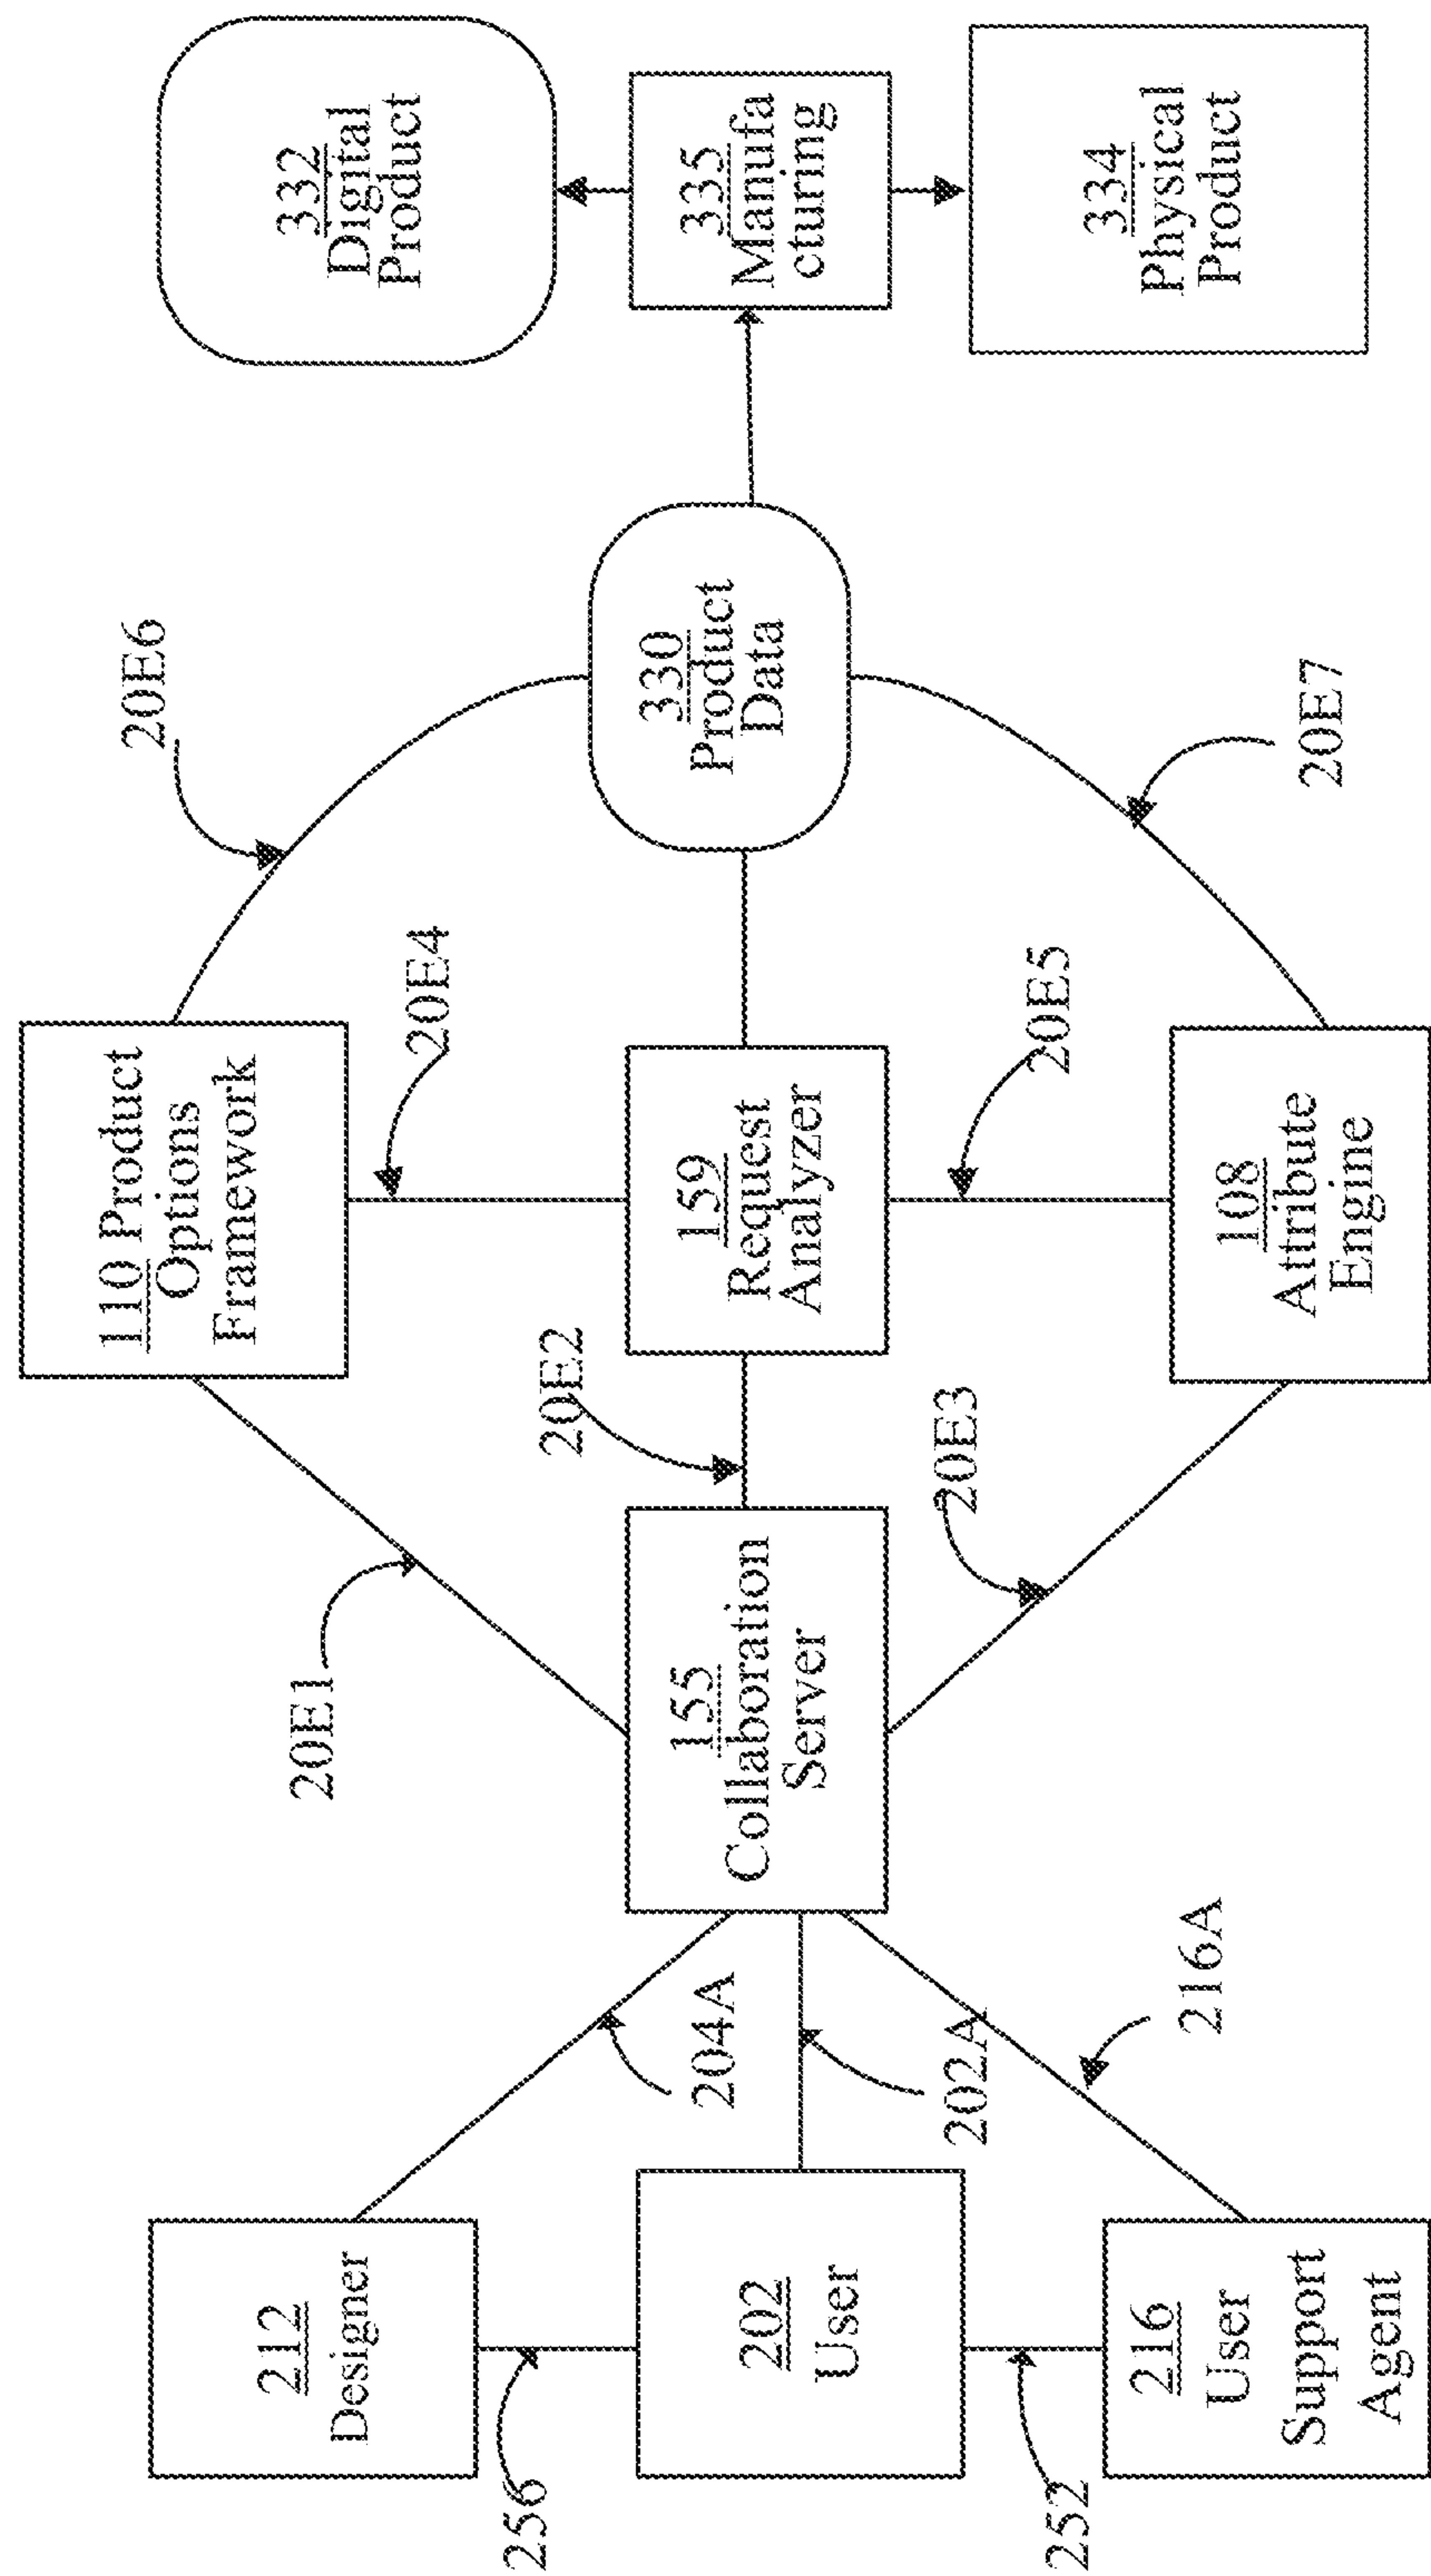 212
Designer
256
202
User
252
216
User
Support
Agent
204A
202A
216A
155
Collaboration
Server
20E1
20E2
20E3
110 Product
Options
Framework
159
Request
Analyzer
108
Attribute
Engine
20E4
20E5
20E6
20E7
330
Product
Data
332
Digital
Product
335
Manufa
cturing
334
Physical
Product